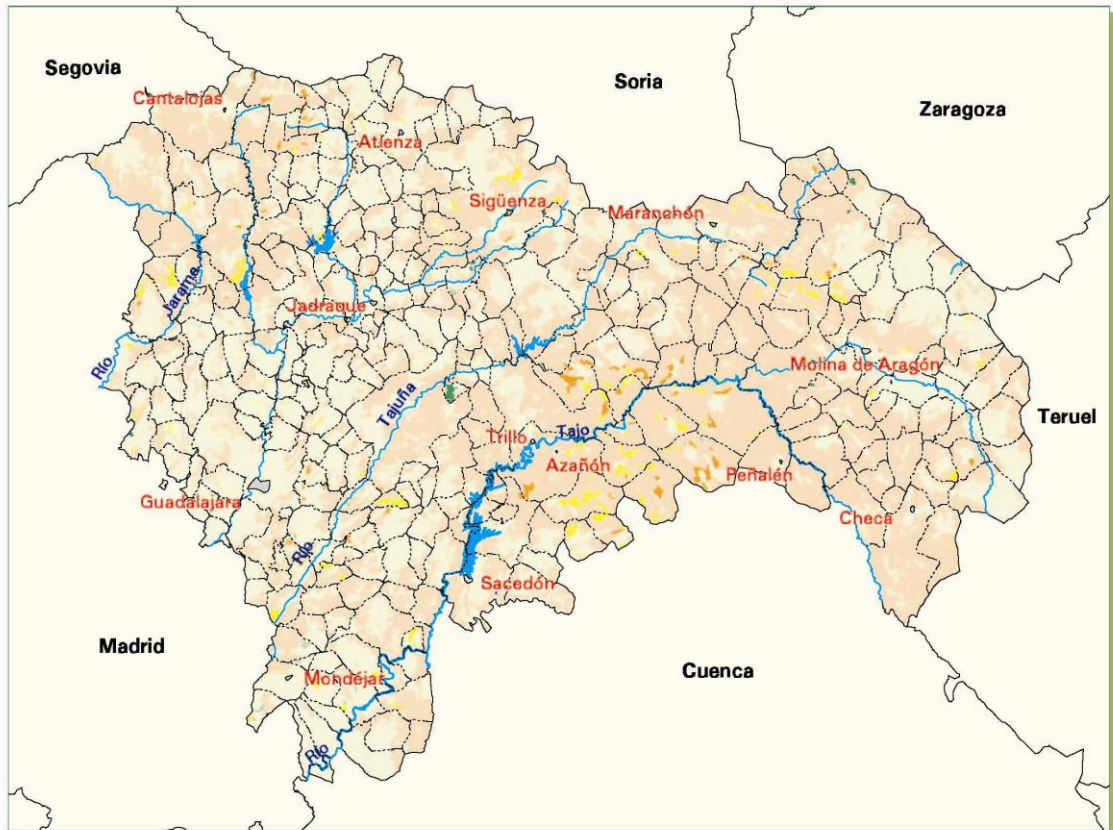 Segovia
Soria
Zaragoza
Cantalojas
Atienza
Sigüenza
Maranchón
Jarama
Jadraque
Río
Molina de Aragón
Tajuña
Teruel
Trillo
Tajo
Azañón
Peñalén
Guadalajara
Checa
Río
Sacedón
Madrid
Cuenca
Mondéjar
Río